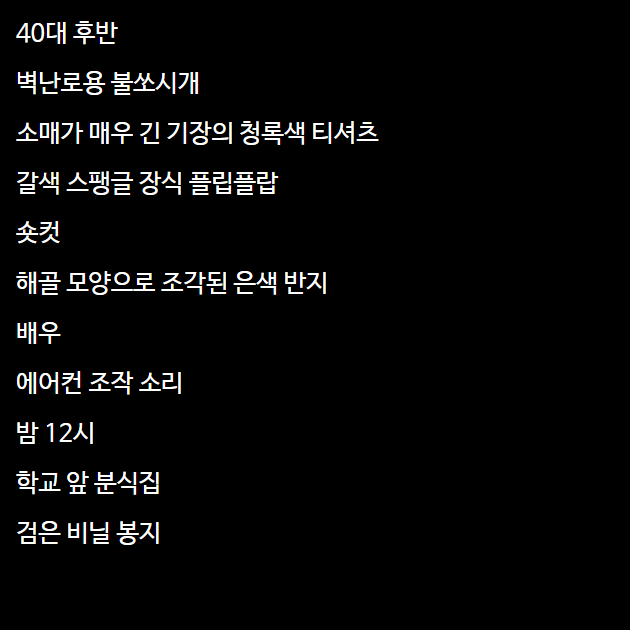 40대 후반
벽난로용 불쏘시개
소매가 매우 긴 기장의 청록색 티셔츠
갈색 스팽글 장식 플립플랍
숏컷
해골 모양으로 조각된 은색 반지
배우
에어컨 조작 소리
밤 12시
학교 앞 분식집
검은 비닐 봉지